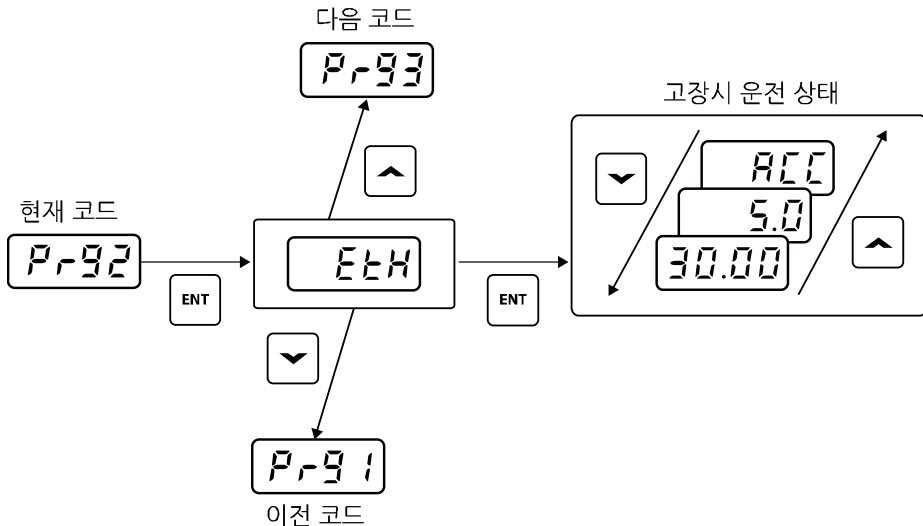 다음 코드
Pr93
고장시 운전 상태
ACC
5.0
30.00
현재 코드
Pr92
ENT
EtH
ENT
Pr91
이전 코드